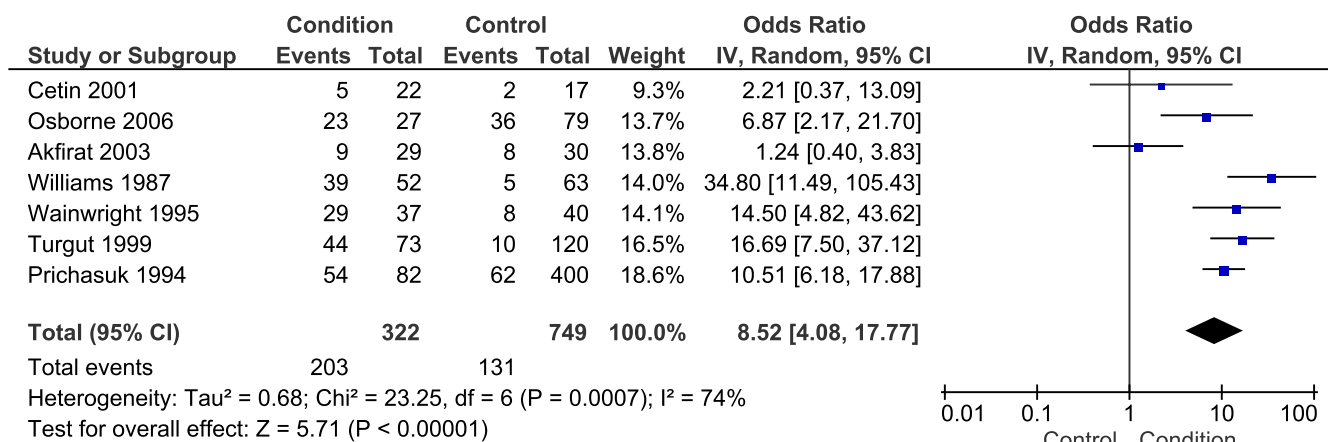 Condition Control Odds Ratio Odds Ratio
Study or Subgroup Events Total Events Total Weight IV, Random, 95% CI IV, Random, 95% CI
Cetin 2001 5 22 2 17 9.3% 2.21 [0.37, 13.09]
Osborne 2006 23 27 36 79 13.7% 6.87 [2.17, 21.70]
Akfirat 2003 9 29 8 30 13.8% 1.24 [0.40, 3.83]
Williams 1987 39 52 5 63 14.0% 34.80 [11.49, 105.43]
Wainwright 1995 29 37 8 40 14.1% 14.50 [4.82, 43.62]
Turgut 1999 44 73 10 120 16.5% 16.69 [7.50, 37.12]
Prichasuk 1994 54 82 62 400 18.6% 10.51 [6.18, 17.88]
Total (95% CI) 322 749 100.0% 8.52 [4.08, 17.77]
Total events 203 131
Heterogeneity: Tau² = 0.68; Chi² = 23.25, df = 6 (P = 0.0007); I² = 74%
Test for overall effect: Z = 5.71 (P < 0.00001)
0.01 0.1 1 10 100
Control Condition